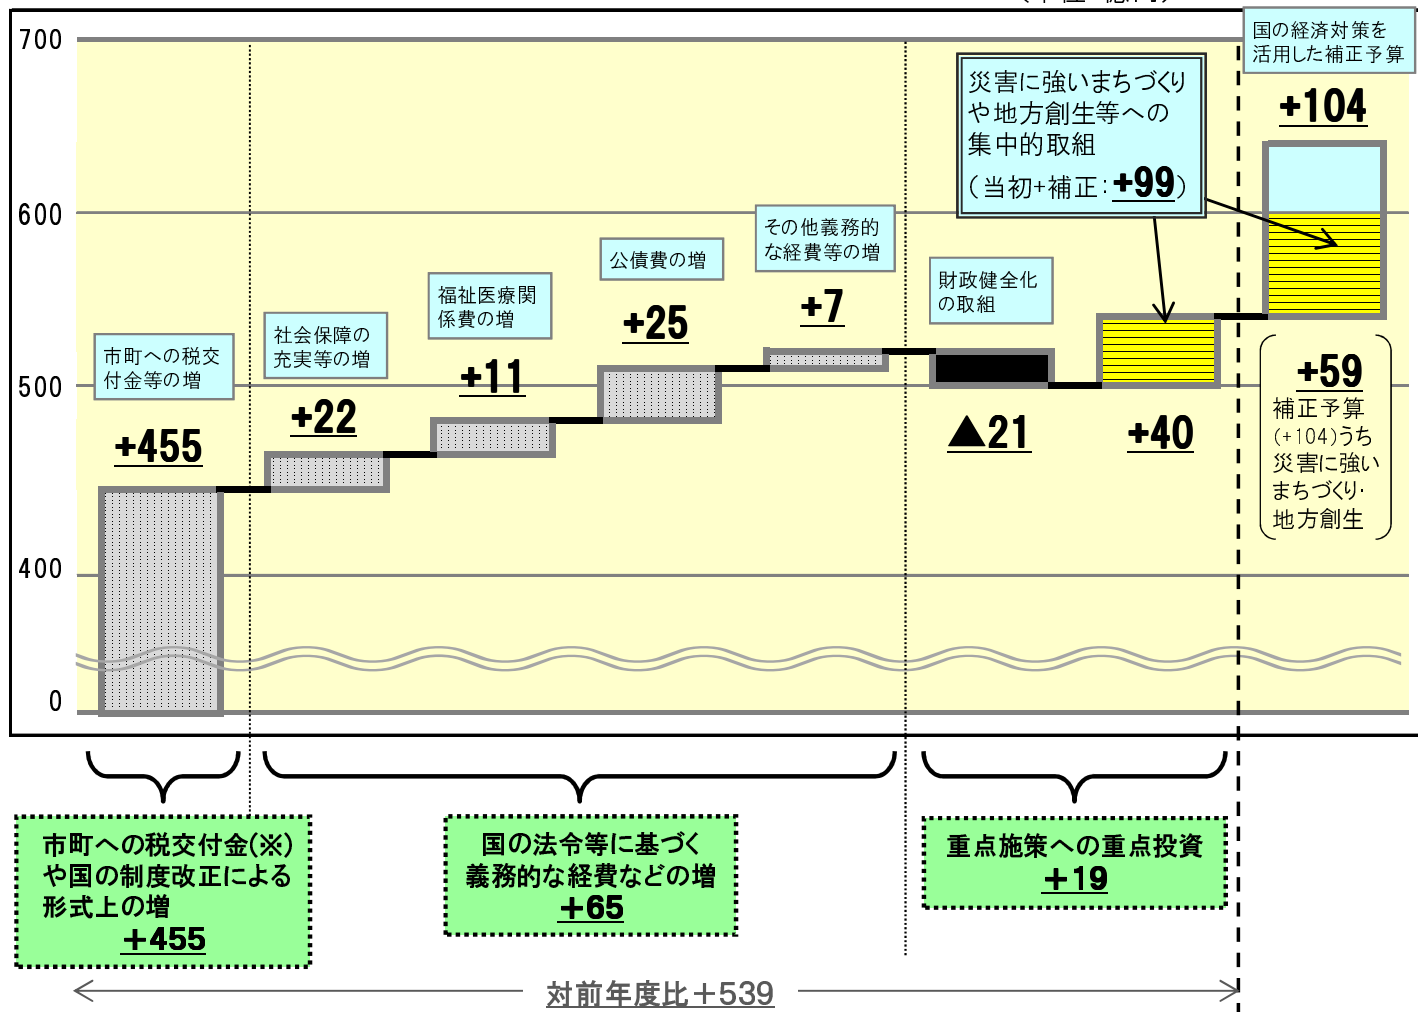 700
600
500
400
0
国の経済対策を
活用した補正予算
+104
災害に強いまちづくり
や地方創生等への
集中的取組
（当初+補正：+99）
その他義務的
な経費等の増
+7
公債費の増
+25
福祉医療関
係費の増
+11
社会保障の
充実等の増
+22
市町への税交
付金等の増
+455
財政健全化
の取組
▲21
+40
+59
補正予算
(+104)うち
災害に強い
まちづくり・
地方創生
市町への税交付金(※)
や国の制度改正による
形式上の増
＋455
国の法令等に基づく
義務的な経費などの増
＋65
重点施策への重点投資
＋19
対前年度比＋539